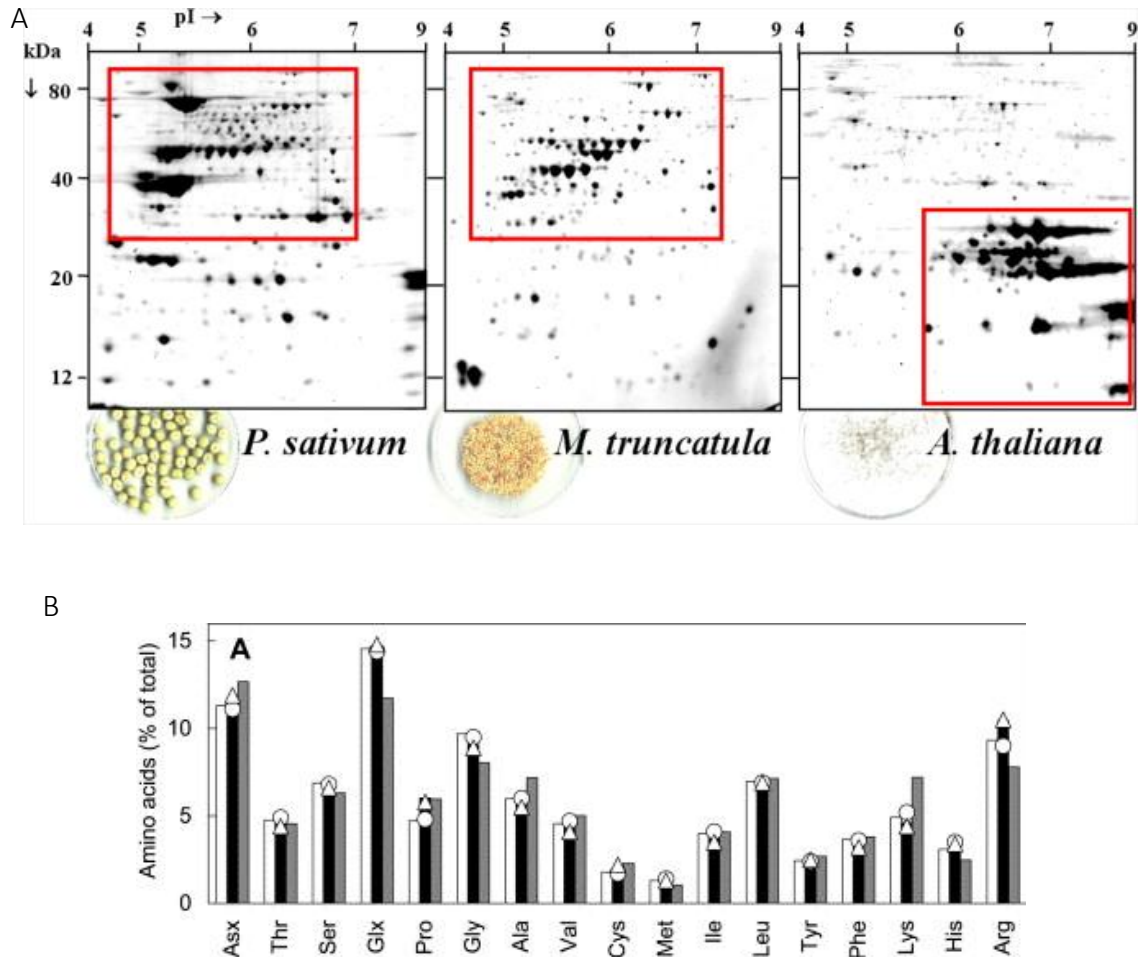 A
pI →
4 5 6 7 9 4 5 6 7 9 4 5 6 7 9
kDa
↓ 80
40
20
12
P. sativum M. truncatula A. thaliana
B
A
Amino acids (% of total)
15
10
5
0
Asx Thr Ser Glx Pro Gly Ala Val Cys Met Ile Leu Tyr Phe Lys His Arg